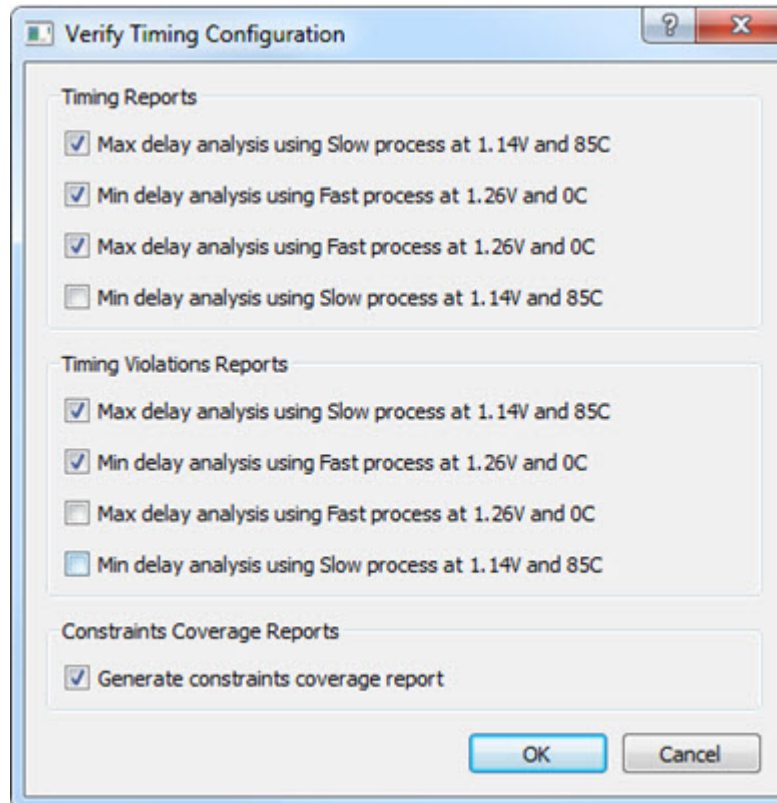 Verify Timing Configuration
Timing Reports
Max delay analysis using Slow process at 1.14V and 85C
Min delay analysis using Fast process at 1.26V and 0C
Max delay analysis using Fast process at 1.26V and 0C
Min delay analysis using Slow process at 1.14V and 85C
Timing Violations Reports
Max delay analysis using Slow process at 1.14V and 85C
Min delay analysis using Fast process at 1.26V and 0C
Max delay analysis using Fast process at 1.26V and 0C
Min delay analysis using Slow process at 1.14V and 85C
Constraints Coverage Reports
Generate constraints coverage report
OK Cancel